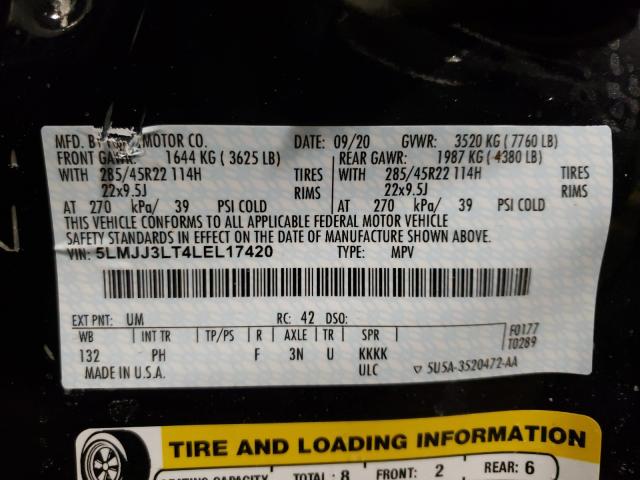 MFD. BY MOTOR CO. DATE: 09/20 GVWR: 3520 KG ( 7760 LB)
FRONT GAWR: 1644 KG ( 3625 LB) REAR GAWR: 1987 KG ( 4380 LB)
WITH 285/45R22 114H TIRES WITH 285/45R22 114H TIRES
22x9.5J RIMS 22x9.5J RIMS
AT 270 kPa/ 39 PSI COLD AT 270 kPa/ 39 PSI COLD
THIS VEHICLE CONFORMS TO ALL APPLICABLE FEDERAL MOTOR VEHICLE
SAFETY STANDARDS IN EFFECT ON THE DATE OF MANUFACTURE SHOWN ABOVE.
VIN: 5LMJJ3LT4LEL17420 TYPE: MPV
EXT PNT: UM RC: 42 DSO:
WB INT TR TP/PS R AXLE TR SPR
132 PH F 3N U KKKK
ULC
F0177
T0289
MADE IN U.S.A. ▽ 5U5A-3520472-AA
TIRE AND LOADING INFORMATION
SEATING CAPACITY TOTAL : 8 FRONT: 2 REAR: 6